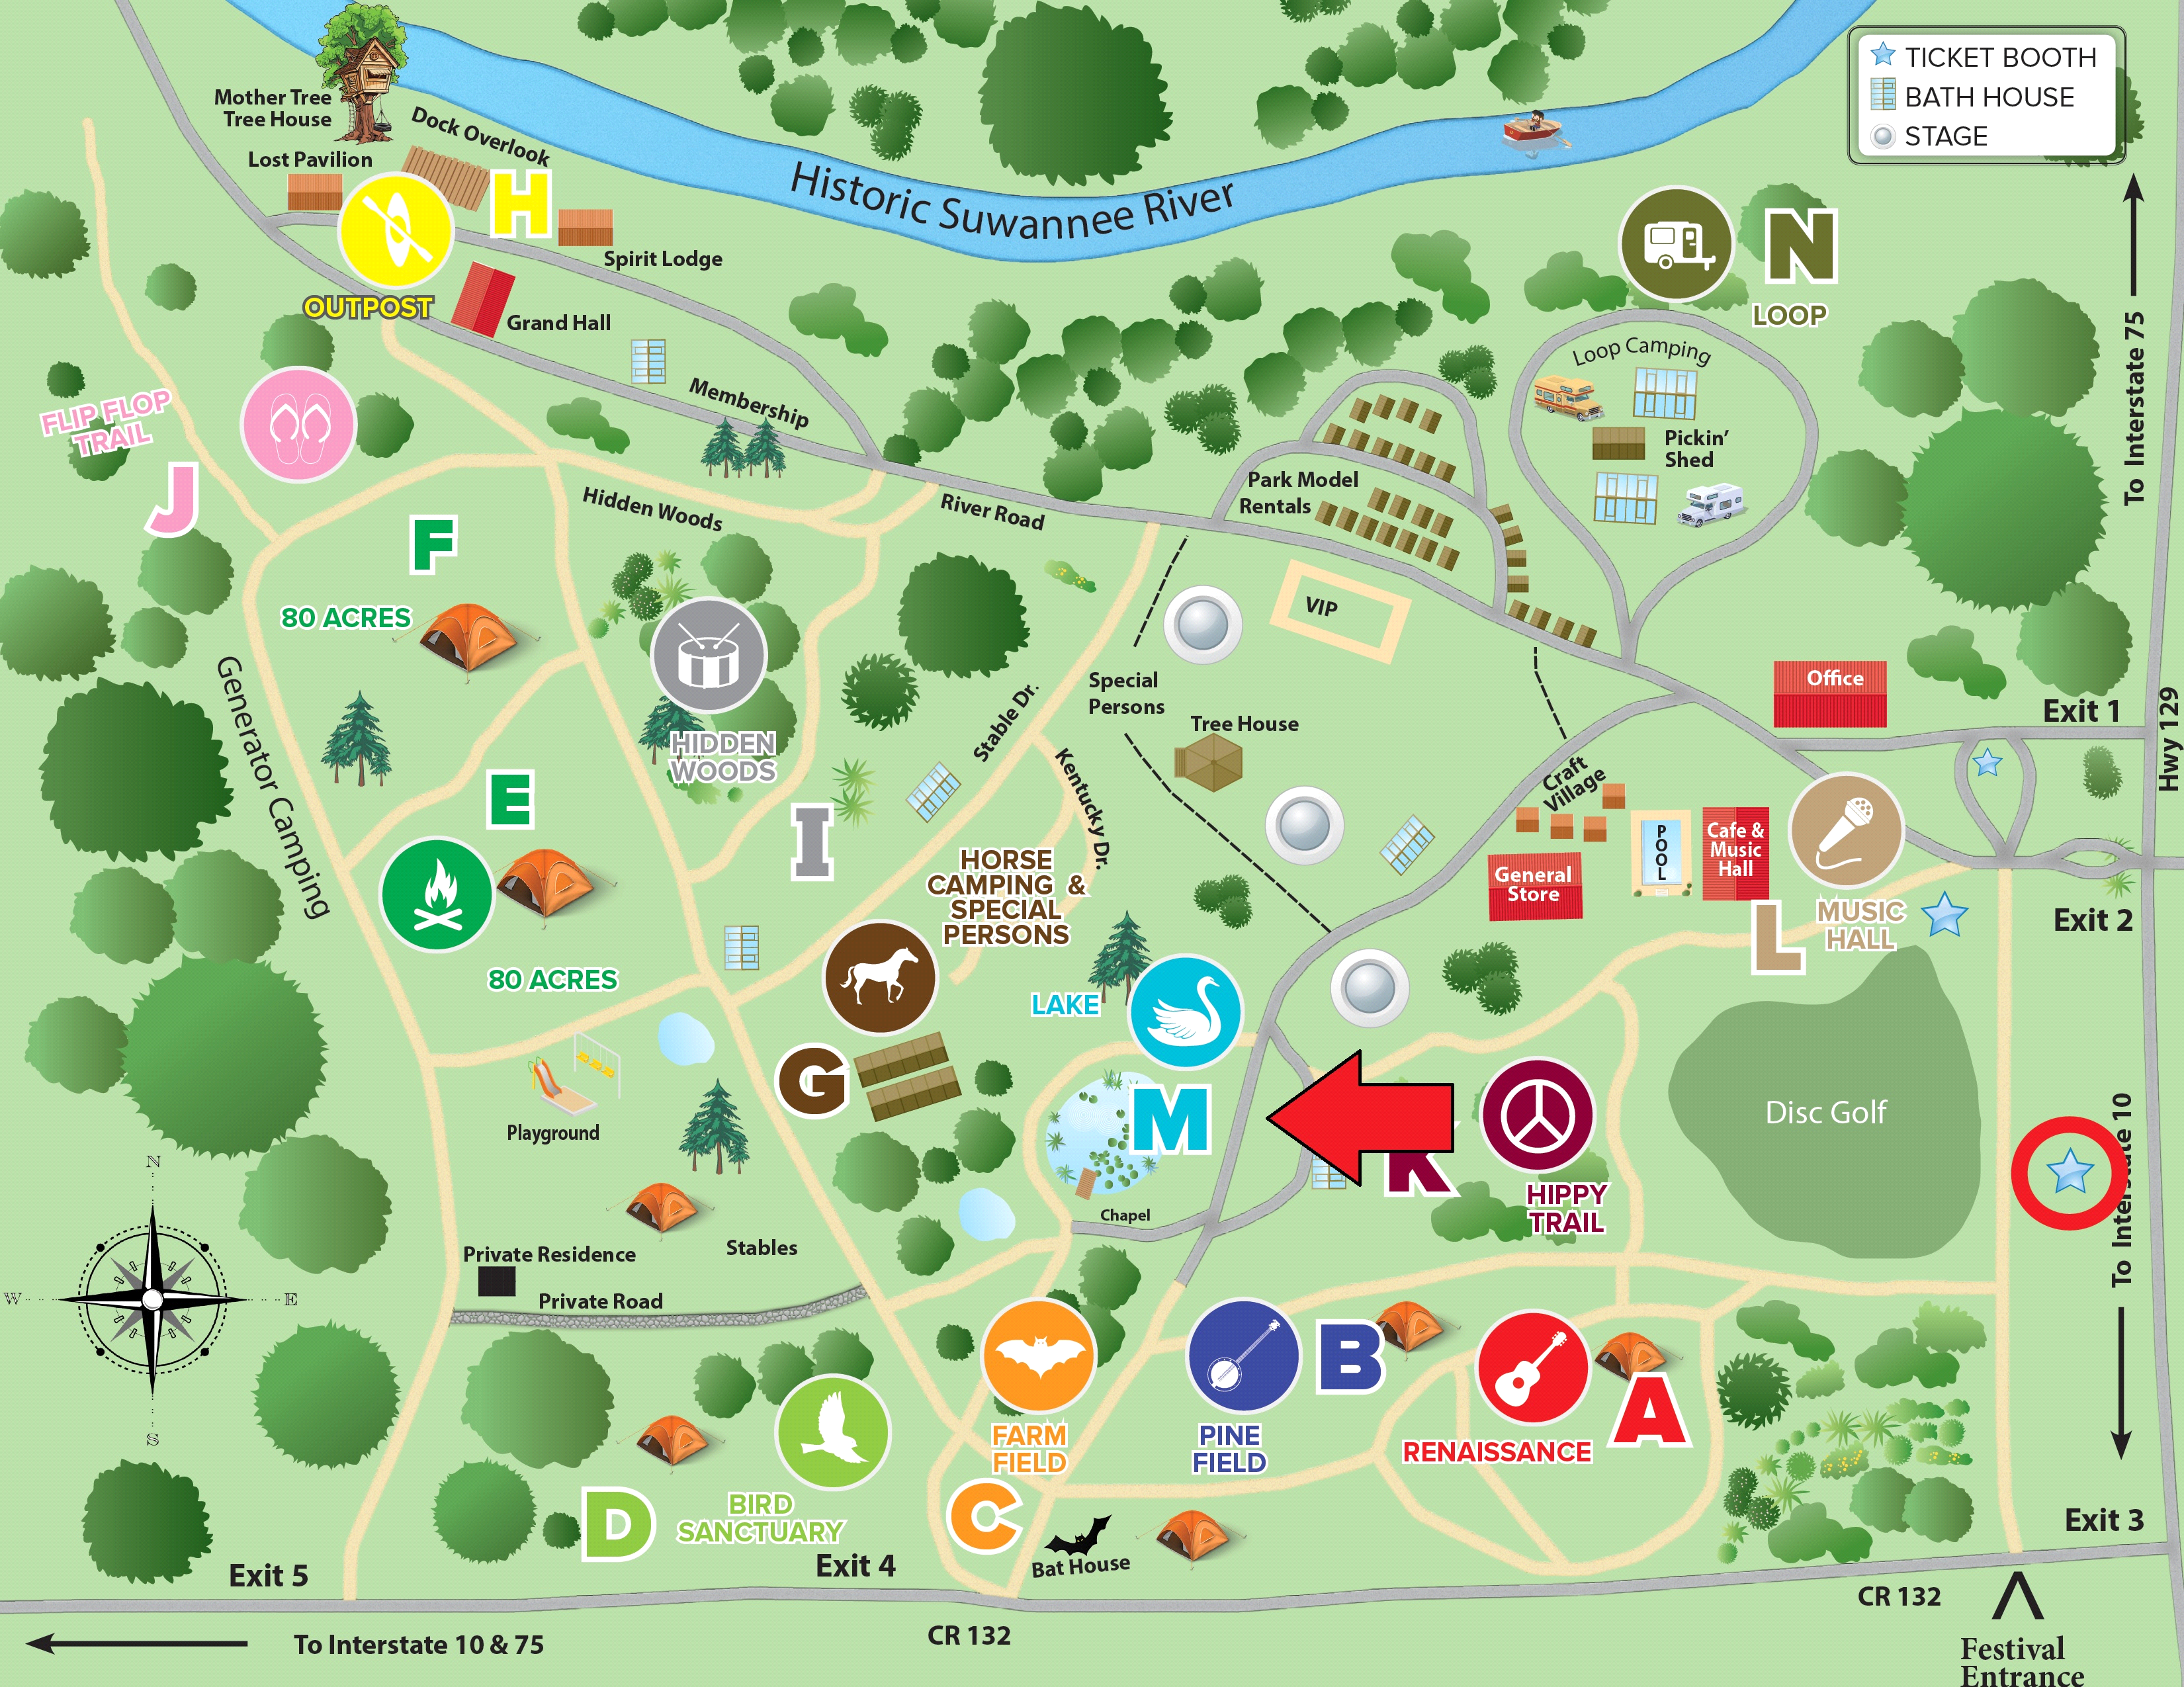 TICKET BOOTH
BATH HOUSE
STAGE
Mother Tree
Tree House
Dock Overlook
Lost Pavilion
H
Historic Suwannee River
Spirit Lodge
OUTPOST
Grand Hall
N
LOOP
Loop Camping
Pickin'
Shed
To Interstate 75
Membership
FLIP FLOP
TRAIL
J
Hidden Woods
River Road
Park Model
Rentals
F
80 ACRES
VIP
Generator Camping
HIDDEN
WOODS
Stable Dr.
Special
Persons
Tree House
Kentucky Dr.
Office
Exit 1
Hwy 129
Craft
Village
E
I
HORSE
CAMPING &
SPECIAL
PERSONS
General
Store
POOL
Cafe &
Music
Hall
L
MUSIC
HALL
Exit 2
80 ACRES
LAKE
M
G
Playground
K
HIPPY
TRAIL
Disc Golf
To Interstate 10
Chapel
N
W
E
S
Private Residence
Stables
Private Road
FARM
FIELD
PINE
FIELD
B
RENAISSANCE
A
D
BIRD
SANCTUARY
C
Bat House
Exit 5
Exit 4
Exit 3
CR 132
CR 132
To Interstate 10 & 75
Festival
Entrance